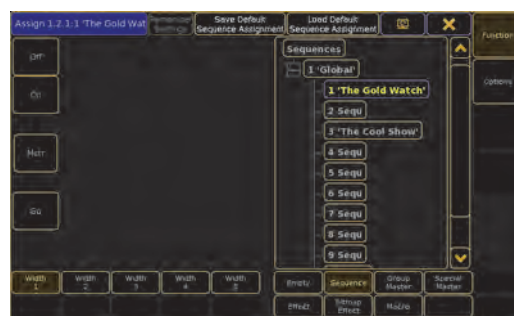 Assign 1.2.1:1 'The Gold Wat
Save Default
Sequence Assignment
Load Default
Sequence Assignment
Function
Options
Off
On
Sequences
1 'Global'
1 'The Gold Watch'
2 Sequ
3 'The Cool Show'
4 Sequ
5 Sequ
6 Sequ
7 Sequ
8 Sequ
9 Sequ
Width
1
Width
2
Width
3
Width
4
Width
5
Empty
Sequence
Group
Master
Special
Master
Effect
Bitmap
Effect
Macro